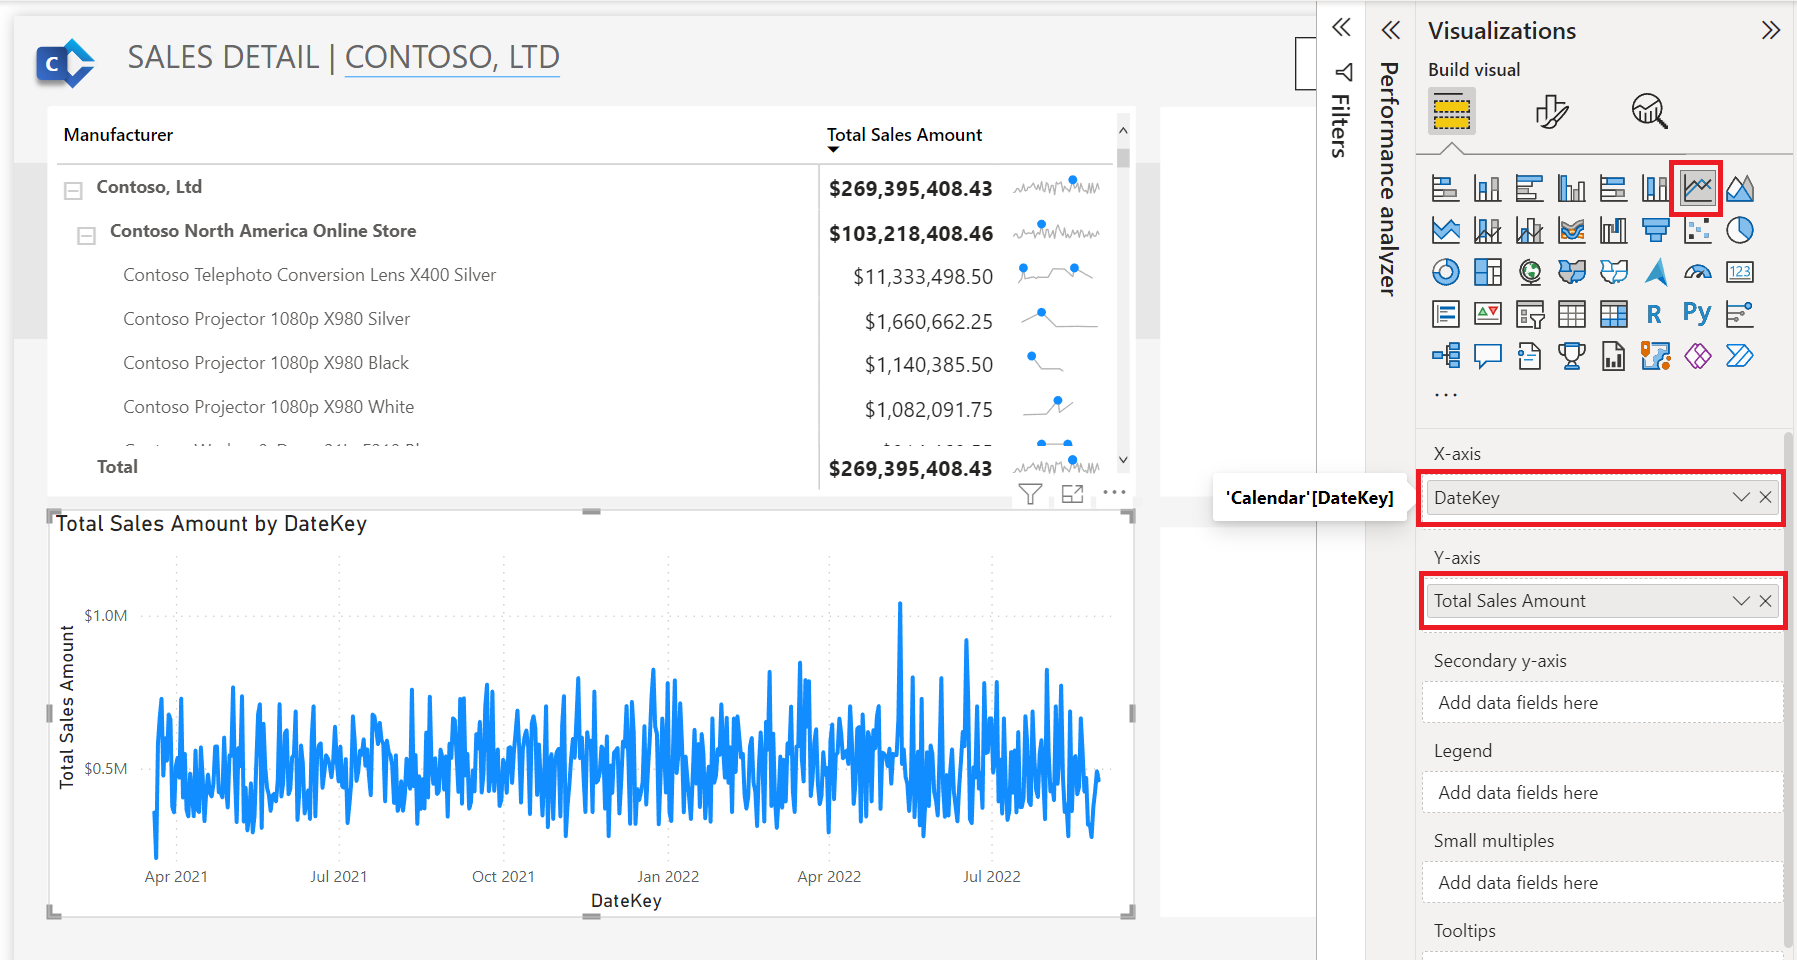 C
SALES DETAIL | CONTOSO, LTD
Manufacturer
Total Sales Amount
Contoso, Ltd
$269,395,408.43
Contoso North America Online Store
$103,218,408.46
Contoso Telephoto Conversion Lens X400 Silver
$11,333,498.50
Contoso Projector 1080p X980 Silver
$1,660,662.25
Contoso Projector 1080p X980 Black
$1,140,385.50
Contoso Projector 1080p X980 White
$1,082,091.75
Total
$269,395,408.43
Total Sales Amount by DateKey
Total Sales Amount
$1.0M
$0.5M
Apr 2021
Jul 2021
Oct 2021
Jan 2022
Apr 2022
Jul 2022
DateKey
'Calendar'[DateKey]
Filters
Performance analyzer
Visualizations
Build visual
123
R
Py
...
X-axis
DateKey
Y-axis
Total Sales Amount
Secondary y-axis
Add data fields here
Legend
Add data fields here
Small multiples
Add data fields here
Tooltips